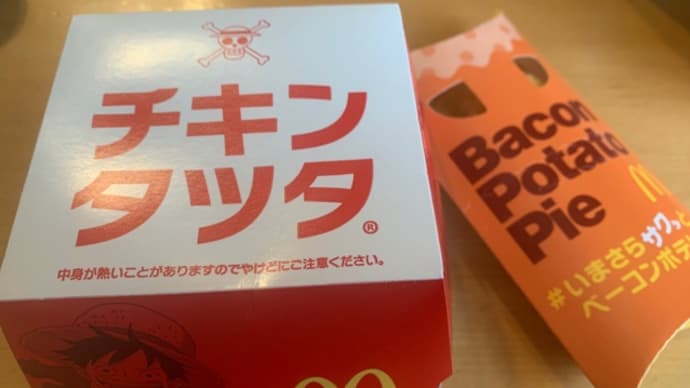 チキン
タツタ®
中身が熱いことがありますのでやけどにご注意ください。
Bacon
Potato
Pie
#いまさらサクッと
ベーコンポテ